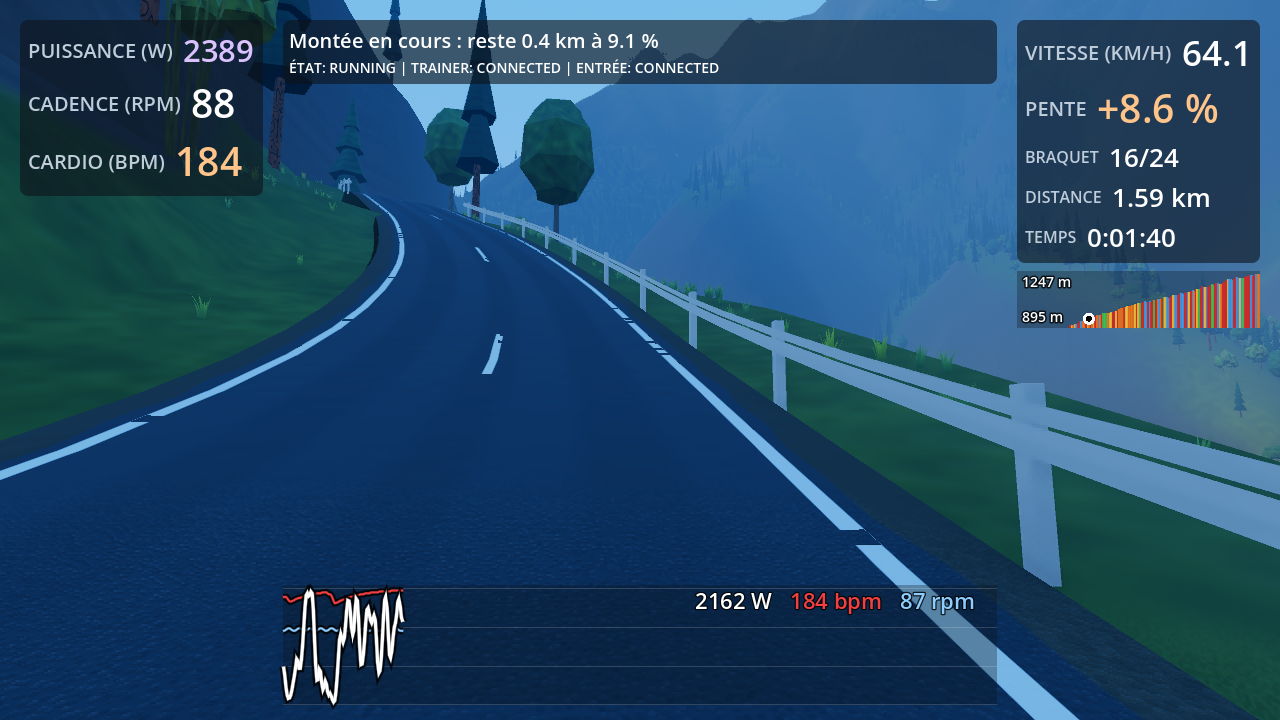 PUISSANCE (W) 2389
CADENCE (RPM) 88
CARDIO (BPM) 184
Montée en cours : reste 0.4 km à 9.1 %
ÉTAT: RUNNING | TRAINER: CONNECTED | ENTRÉE: CONNECTED
VITESSE (KM/H) 64.1
PENTE +8.6 %
BRAQUET 16/24
DISTANCE 1.59 km
TEMPS 0:01:40
1247 m
895 m
2162 W 184 bpm 87 rpm